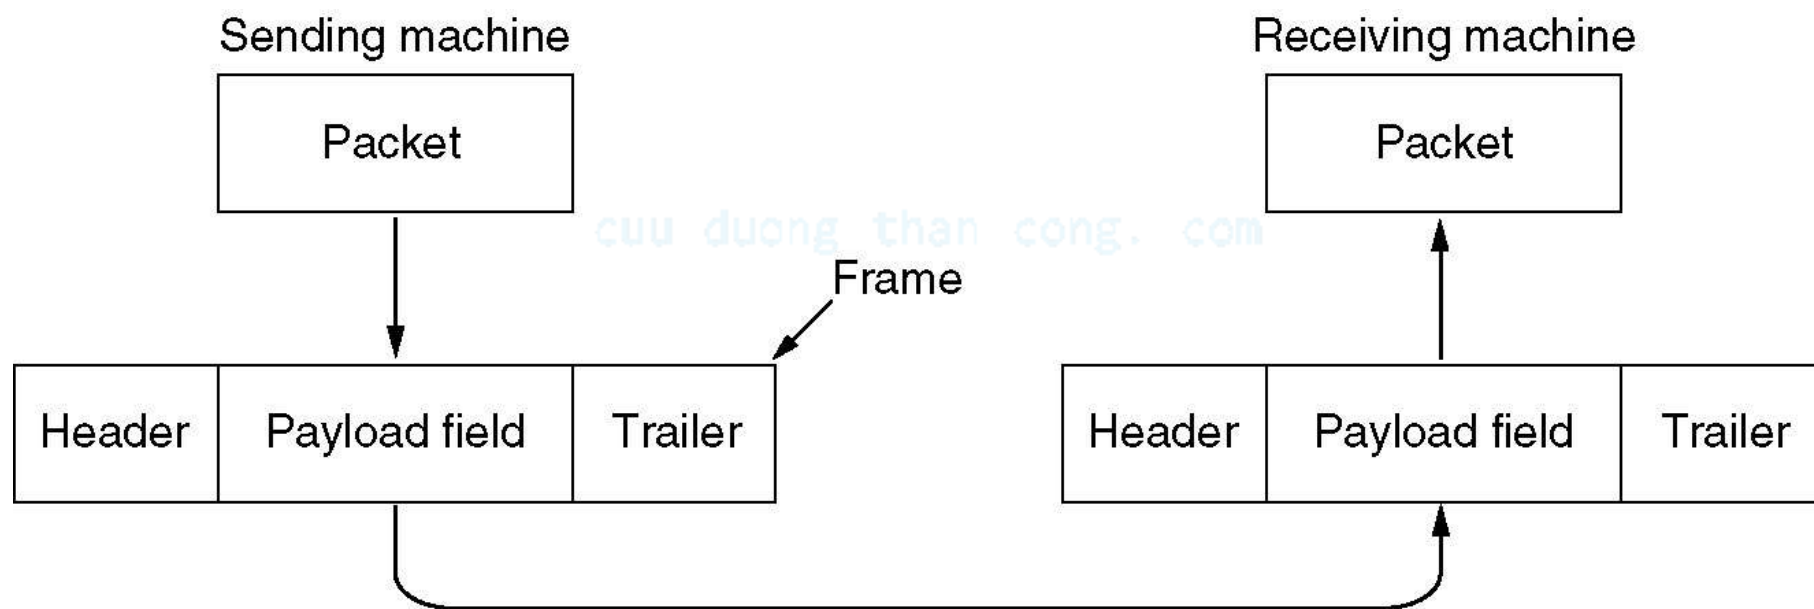 Sending machine
Receiving machine
Packet
Packet
cuu duong than cong. com
Frame
Header
Payload field
Trailer
Header
Payload field
Trailer